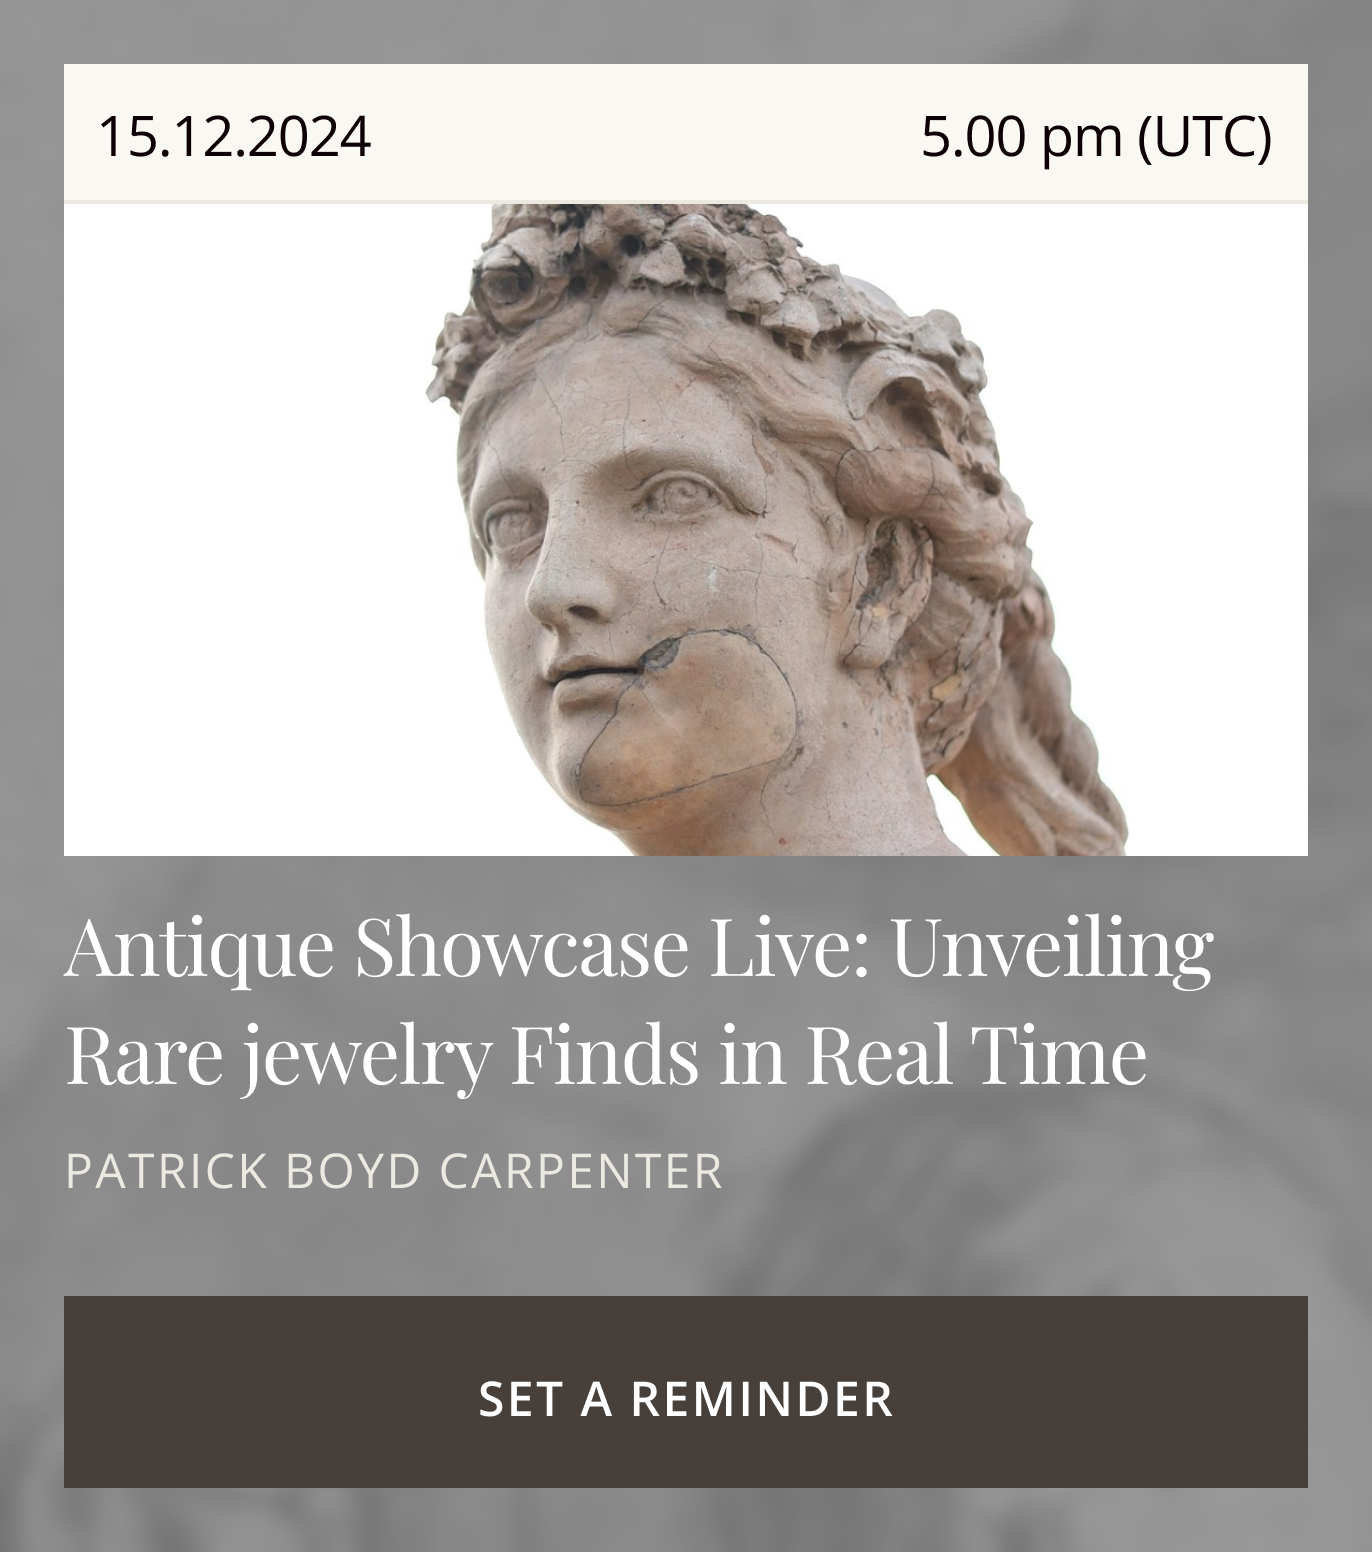 15.12.2024
5.00 pm (UTC)
Antique Showcase Live: Unveiling
Rare jewelry Finds in Real Time
PATRICK BOYD CARPENTER
SET A REMINDER